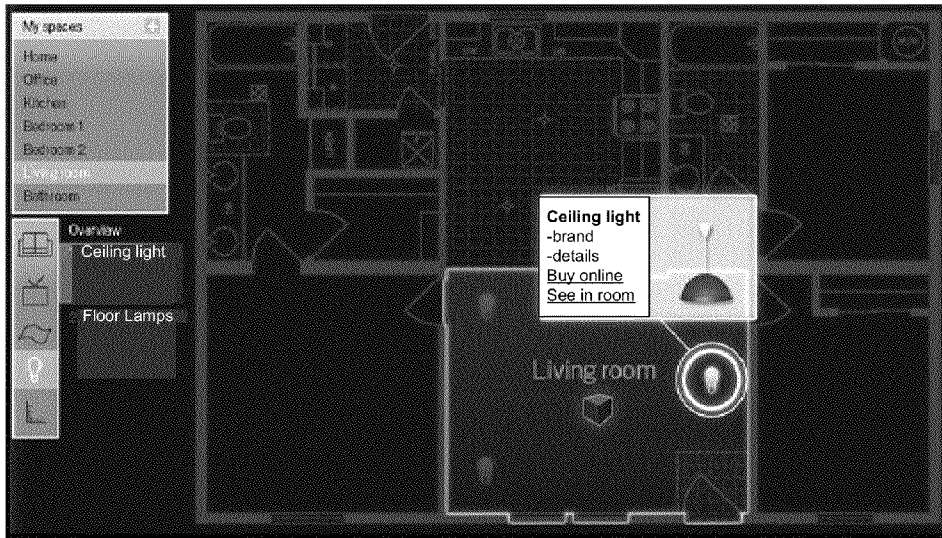 My spaces
Home
Office
Kitchen
Bedroom 1
Bedroom 2
Living room
Bathroom
Overview
Ceiling light
Floor Lamps
Ceiling light
-brand
-details
Buy online
See in room
Living room